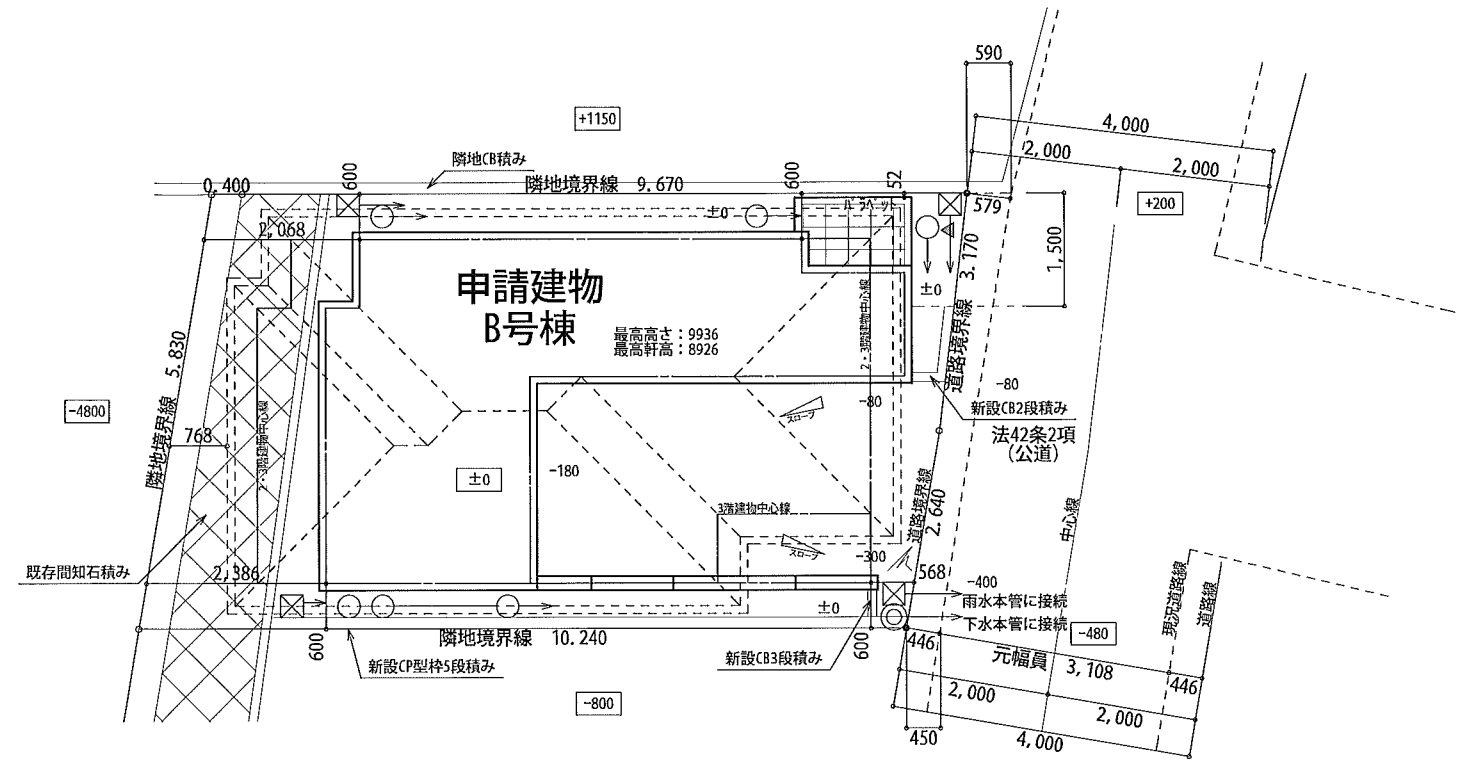 590
+1150
4,000
2,000
2,000
隣地CB積み
0.400
600
隣地境界線 9.670
600
52
+200
579
パラペット
±0
2,068
1,500
3.170
±0
申請建物
B号棟
最高高さ：9936
最高軒高：8926
2・3階建物中心線
道路境界線
5.830
-80
-80
新設CB2段積み
スロープ
-4800
隣地境界線
768
2・3階建物中心線
法42条2項
（公道）
-180
±0
道路境界線
2.640
中心線
3階建物中心線
スロープ
-300
既存間知石積み
2,386
568
-400
雨水本管に接続
現況道路線
道路線
±0
下水本管に接続
-480
600
隣地境界線 10.240
600
446
元幅員
3,108
446
新設CP型枠5段積み
新設CB3段積み
2,000
2,000
-800
450
4,000